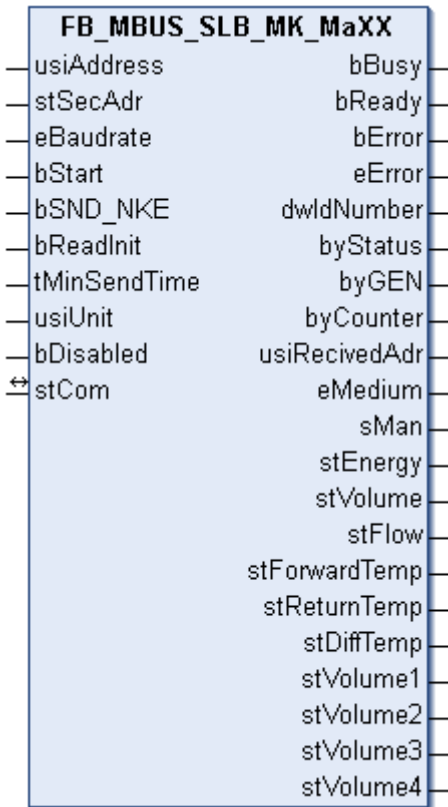 FB_MBUS_SLB_MK_MaXX
usiAddress bBusy
stSecAdr bReady
eBaudrate bError
bStart eError
bSND_NKE dwIdNumber
bReadInit byStatus
tMinSendTime byGEN
usiUnit byCounter
bDisabled usiRecivedAdr
stCom eMedium
sMan
stEnergy
stVolume
stFlow
stForwardTemp
stReturnTemp
stDiffTemp
stVolume1
stVolume2
stVolume3
stVolume4